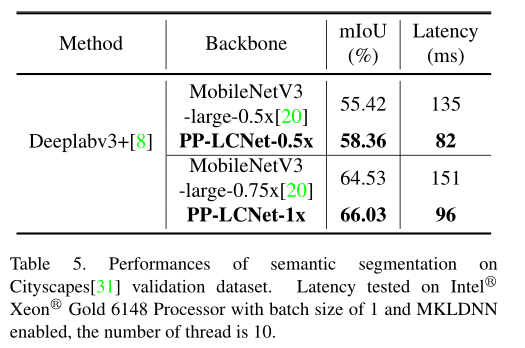 Method Backbone mIoU (%) Latency (ms)
Deeplabv3+[8]
MobileNetV3
-large-0.5x[20] 55.42 135
PP-LCNet-0.5x 58.36 82
MobileNetV3
-large-0.75x[20] 64.53 151
PP-LCNet-1x 66.03 96
Table 5. Performances of semantic segmentation on
Cityscapes[31] validation dataset. Latency tested on Intel®
Xeon® Gold 6148 Processor with batch size of 1 and MKLDNN
enabled, the number of thread is 10.